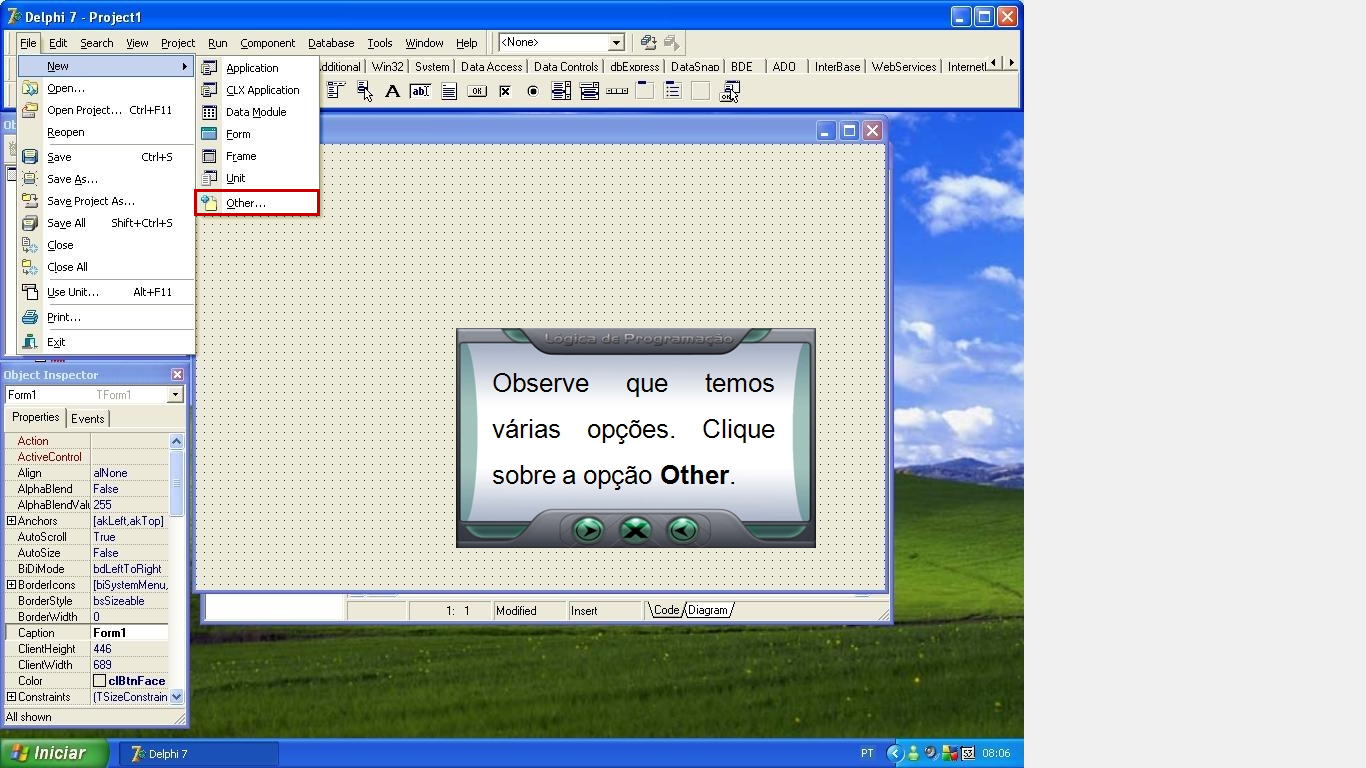 Delphi 7 - Project1
File Edit Search View Project Run Component Database Tools Window Help <None>
New
Open...
Open Project... Ctrl+F11
Reopen
Save Ctrl+S
Save As...
Save Project As...
Save All Shift+Ctrl+S
Close
Close All
Use Unit... Alt+F11
Print...
Exit
Application
CLX Application
Data Module
Form
Frame
Unit
Other...
dditional Win32 System Data Access Data Controls dbExpress DataSnap BDE ADO InterBase WebServices InternetE
Ob
Lógica de Programação
Observe que temos
várias opções. Clique
sobre a opção Other.
Object Inspector
Form1 TForm1
Properties Events
Action
ActiveControl
Align alNone
AlphaBlend False
AlphaBlendValu 255
Anchors [akLeft,akTop]
AutoScroll True
AutoSize False
BiDiMode bdLeftToRight
BorderIcons [biSystemMenu,
BorderStyle bsSizeable
BorderWidth 0
Caption Form1
ClientHeight 446
ClientWidth 689
Color clBtnFace
Constraints (TSizeConstrain
All shown
1: 1 Modified Insert Code Diagram
Iniciar Delphi 7 PT 08:06